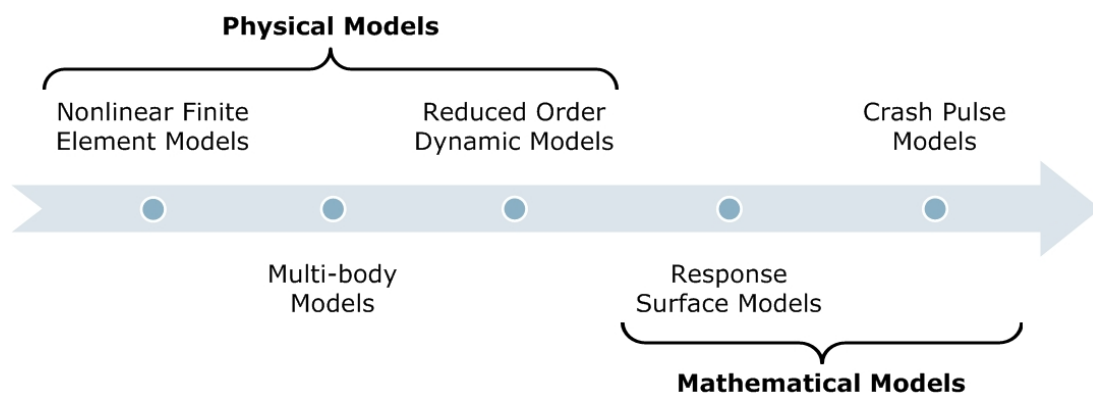 Physical Models
Nonlinear Finite
Element Models
Reduced Order
Dynamic Models
Crash Pulse
Models
Multi-body
Models
Response
Surface Models
Mathematical Models